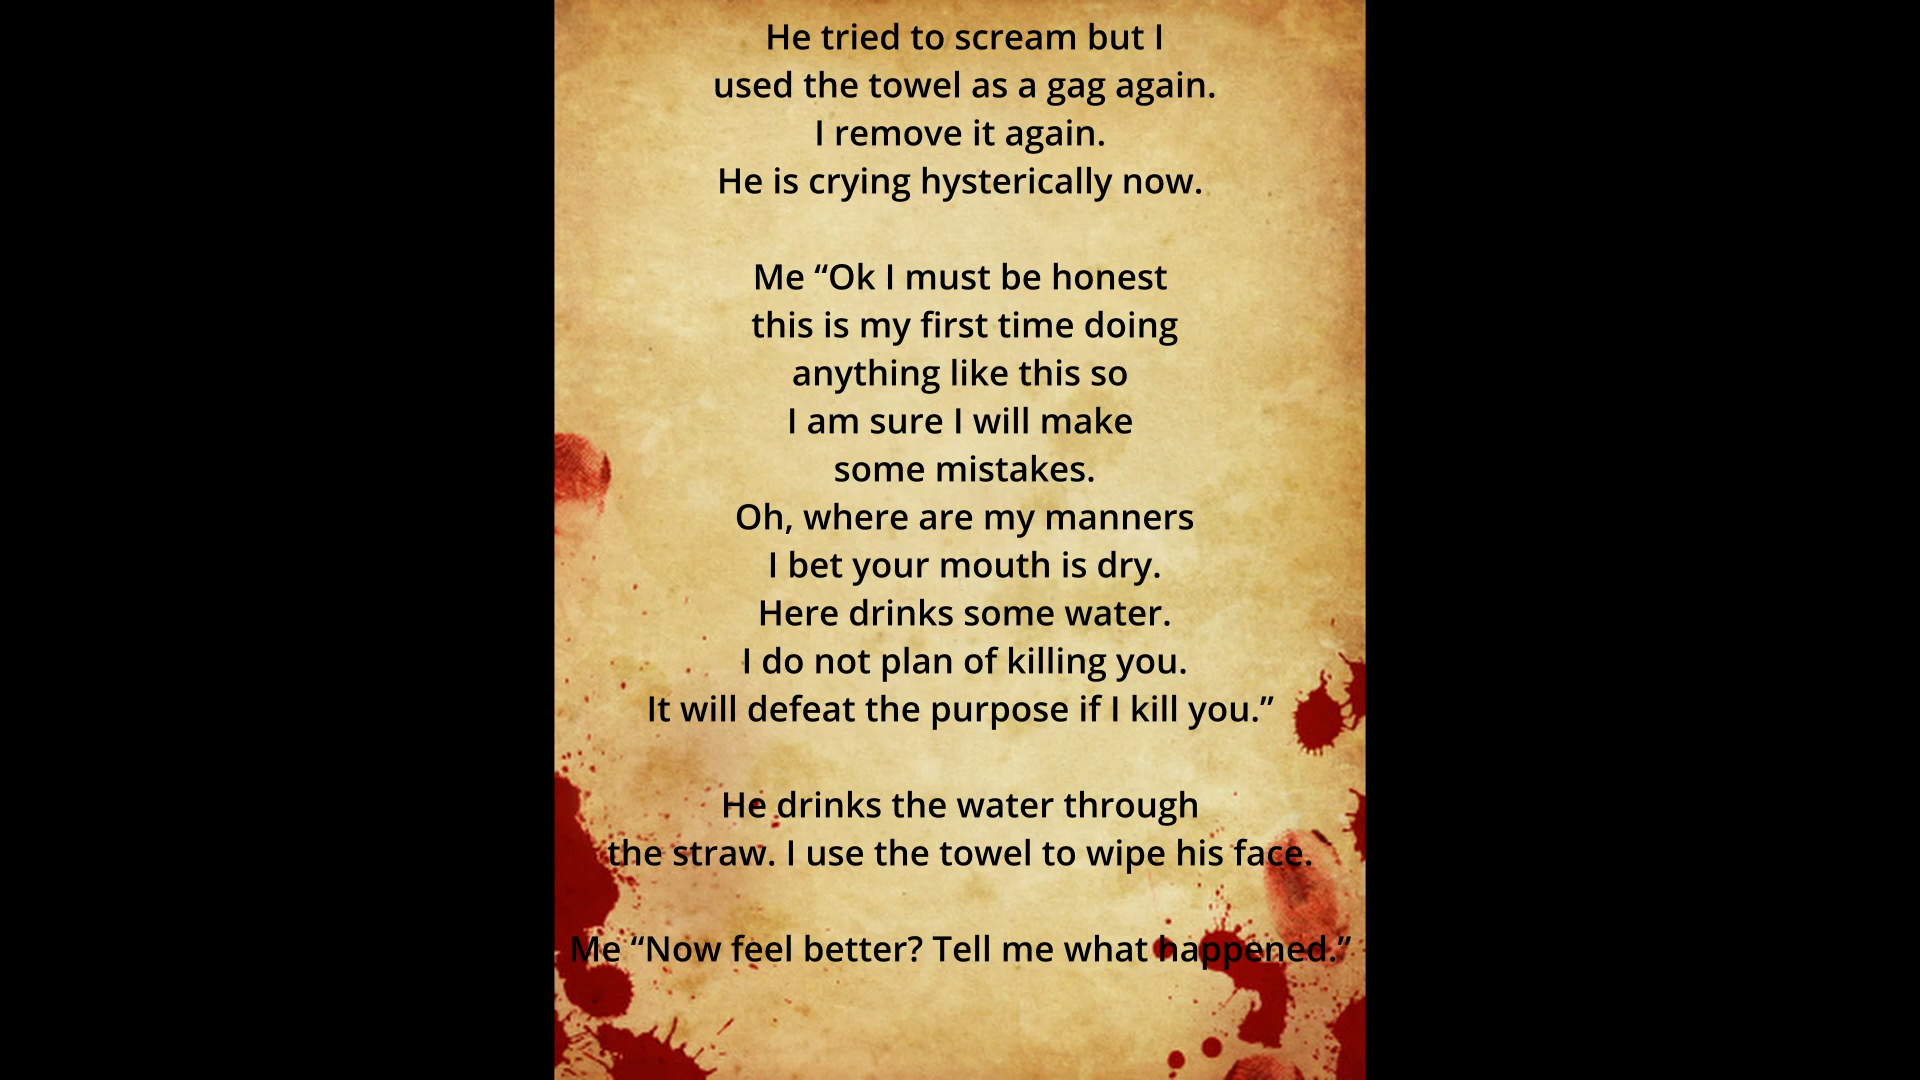 He tried to scream but I
used the towel as a gag again.
I remove it again.
He is crying hysterically now.
Me “Ok I must be honest
this is my first time doing
anything like this so
I am sure I will make
some mistakes.
Oh, where are my manners
I bet your mouth is dry.
Here drinks some water.
I do not plan of killing you.
It will defeat the purpose if I kill you.”
He drinks the water through
the straw. I use the towel to wipe his face.
Me “Now feel better? Tell me what happened.”